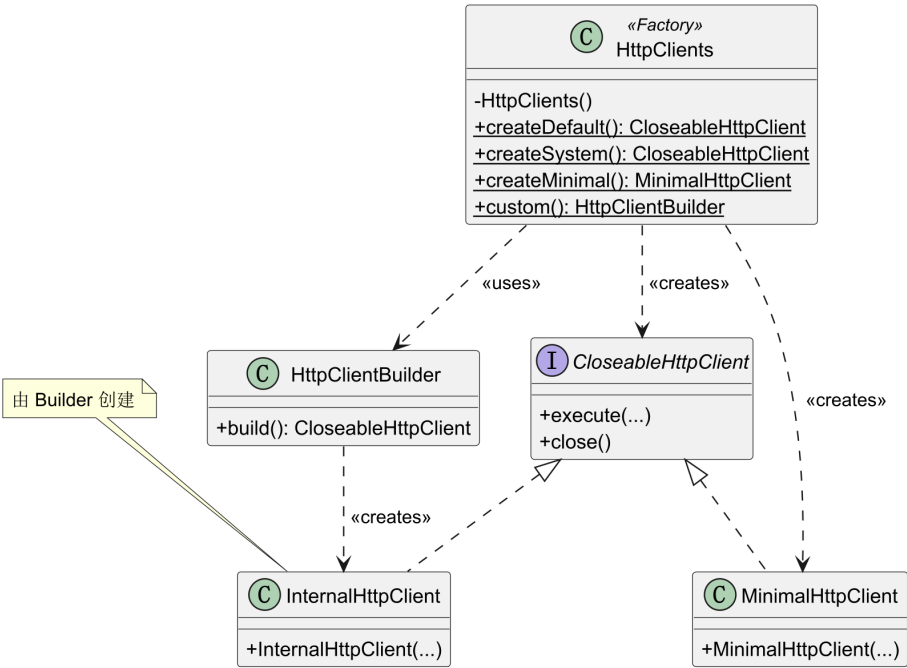 «Factory»
C HttpClients
-HttpClients()
+createDefault(): CloseableHttpClient
+createSystem(): CloseableHttpClient
+createMinimal(): MinimalHttpClient
+custom(): HttpClientBuilder
«uses»
«creates»
C HttpClientBuilder
+build(): CloseableHttpClient
I CloseableHttpClient
+execute(...)
+close()
由 Builder 创建
«creates»
«creates»
C InternalHttpClient
+InternalHttpClient(...)
C MinimalHttpClient
+MinimalHttpClient(...)